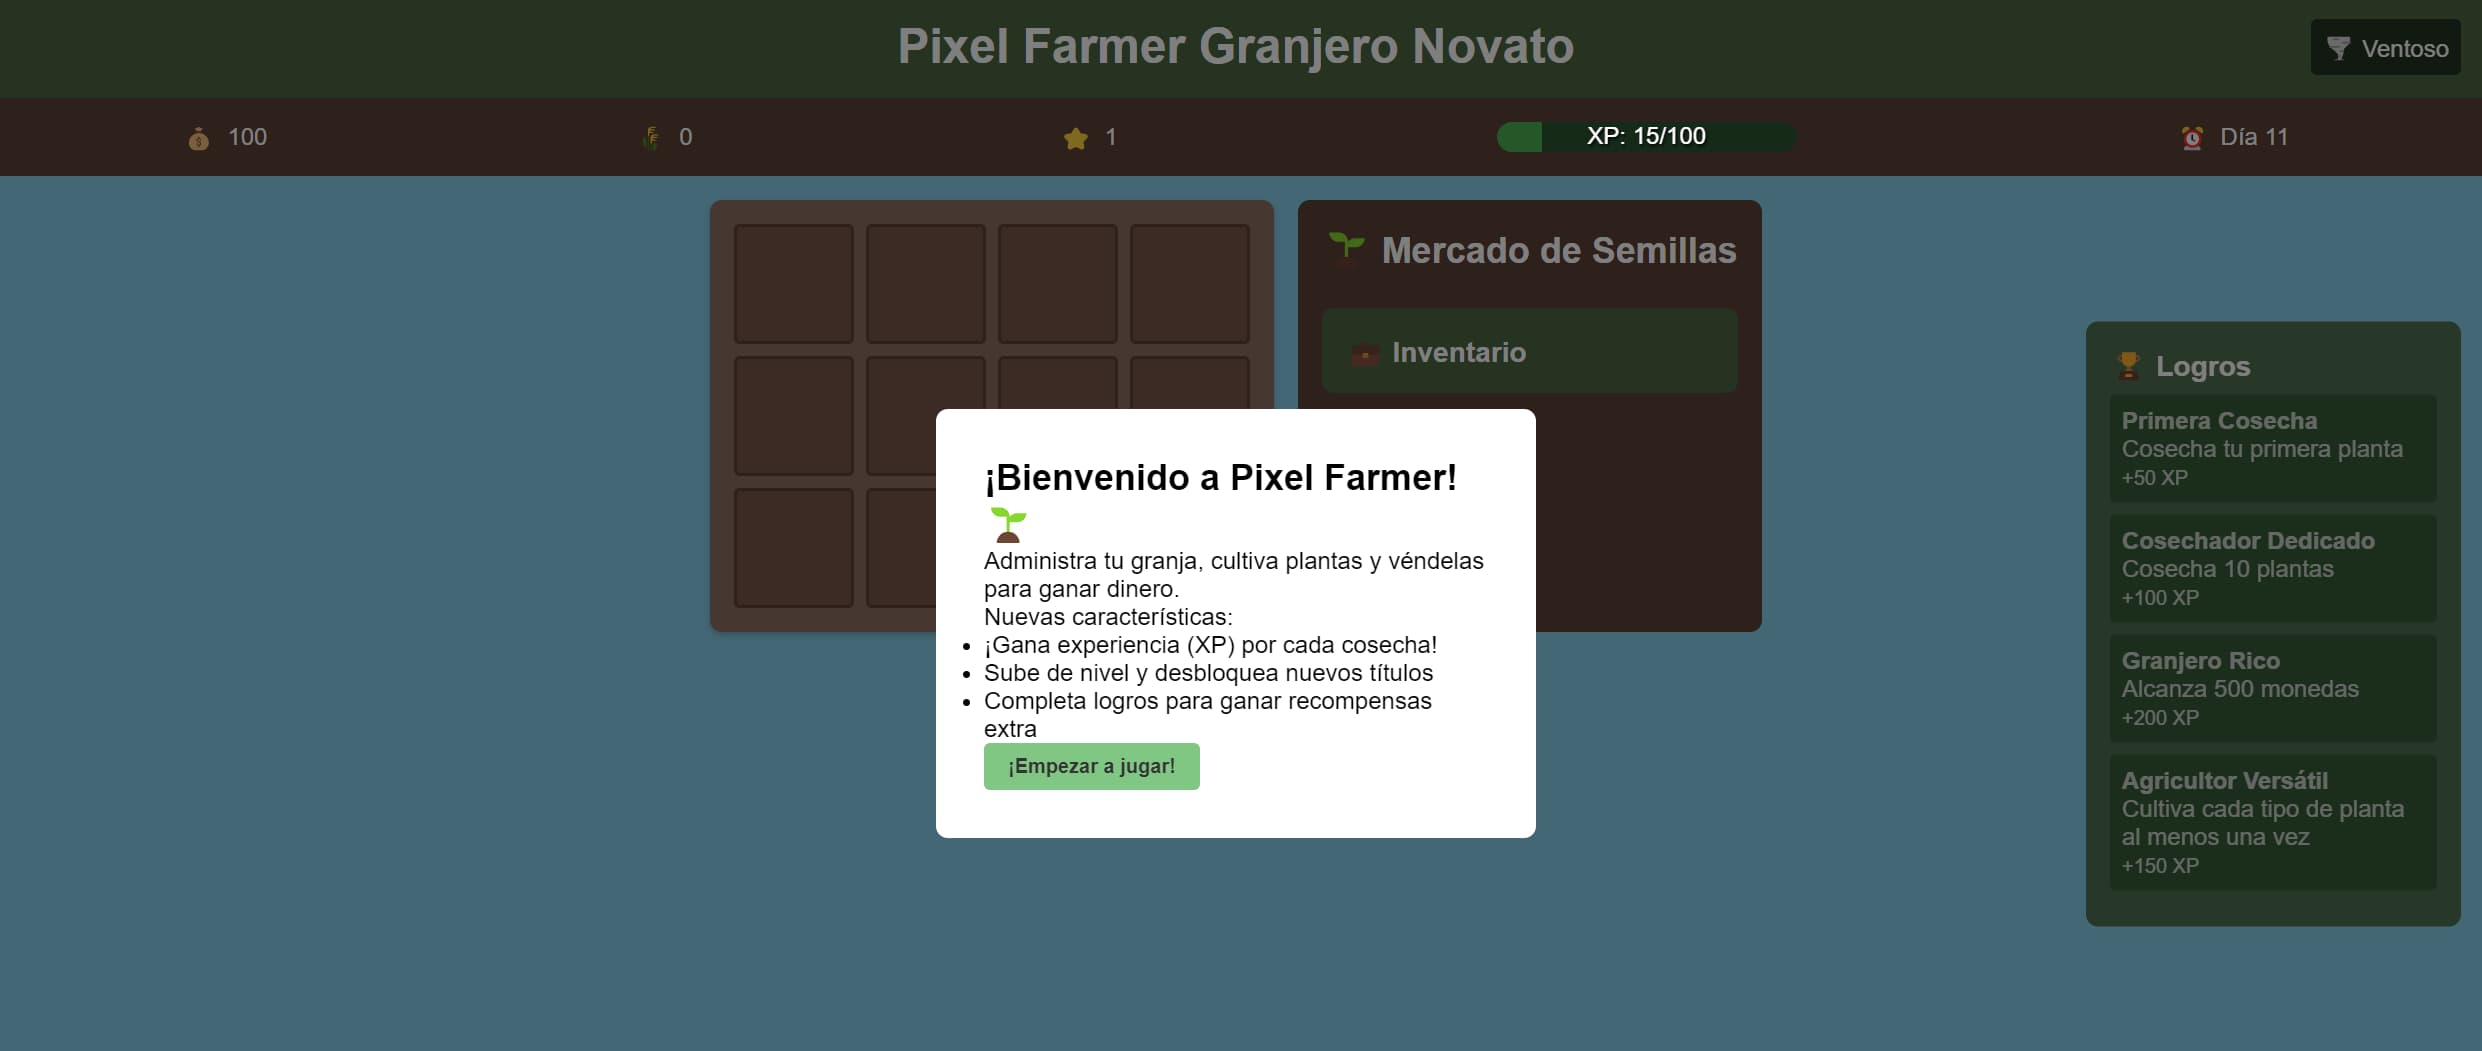 Pixel Farmer Granjero Novato
Ventoso
100
0
1
XP: 15/100
Día 11
Mercado de Semillas
Inventario
¡Bienvenido a Pixel Farmer!
Administra tu granja, cultiva plantas y véndelas
para ganar dinero.
Nuevas características:
¡Gana experiencia (XP) por cada cosecha!
Sube de nivel y desbloquea nuevos títulos
Completa logros para ganar recompensas
extra
¡Empezar a jugar!
Logros
Primera Cosecha
Cosecha tu primera planta
+50 XP
Cosechador Dedicado
Cosecha 10 plantas
+100 XP
Granjero Rico
Alcanza 500 monedas
+200 XP
Agricultor Versátil
Cultiva cada tipo de planta
al menos una vez
+150 XP